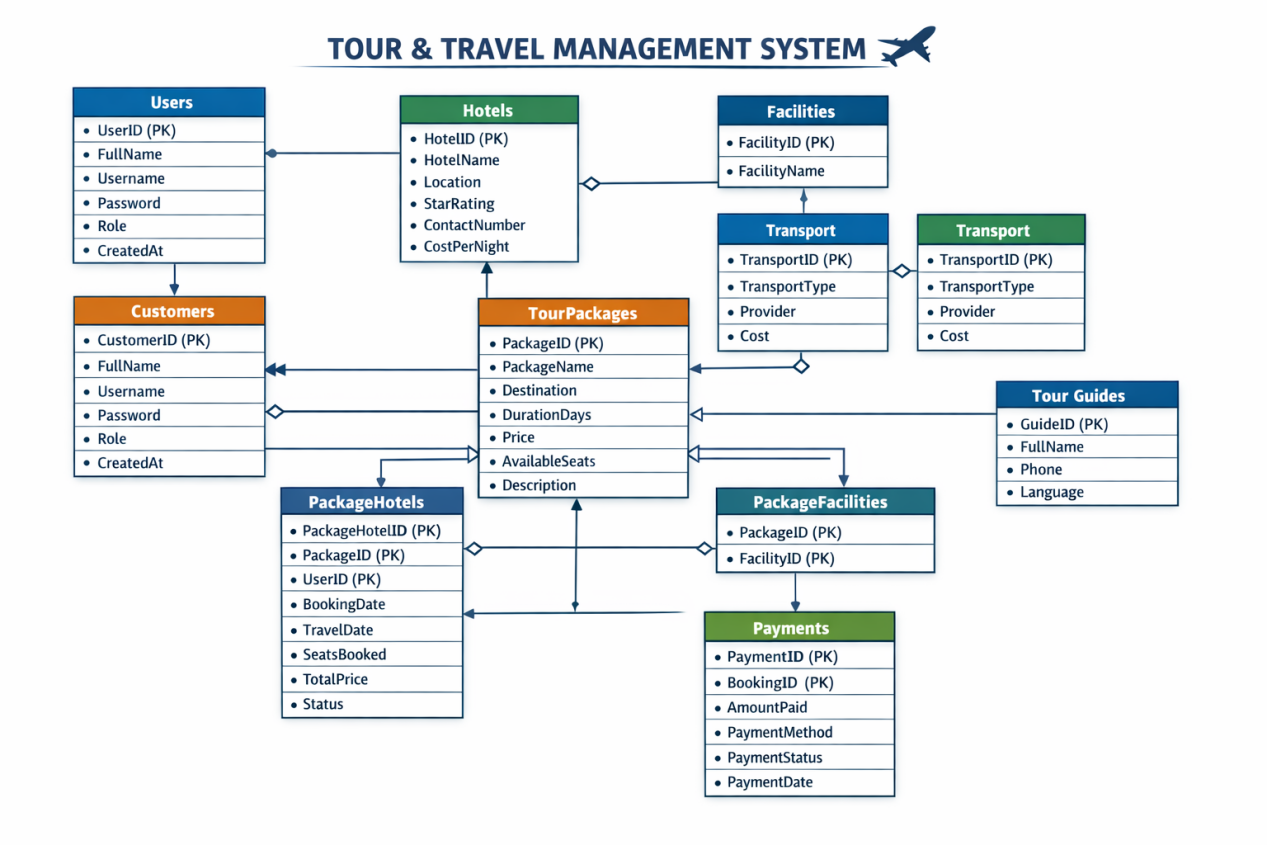 TOUR & TRAVEL MANAGEMENT SYSTEM
Users
• UserID (PK)
• FullName
• Username
• Password
• Role
• CreatedAt
Hotels
• HotelID (PK)
• HotelName
• Location
• StarRating
• ContactNumber
• CostPerNight
Facilities
• FacilityID (PK)
• FacilityName
Transport
• TransportID (PK)
• TransportType
• Provider
• Cost
Transport
• TransportID (PK)
• TransportType
• Provider
• Cost
Customers
• CustomerID (PK)
• FullName
• Username
• Password
• Role
• CreatedAt
TourPackages
• PackageID (PK)
• PackageName
• Destination
• DurationDays
• Price
• AvailableSeats
• Description
Tour Guides
• GuideID (PK)
• FullName
• Phone
• Language
PackageHotels
• PackageHotelID (PK)
• PackageID (PK)
• UserID (PK)
• BookingDate
• TravelDate
• SeatsBooked
• TotalPrice
• Status
PackageFacilities
• PackageID (PK)
• FacilityID (PK)
Payments
• PaymentID (PK)
• BookingID (PK)
• AmountPaid
• PaymentMethod
• PaymentStatus
• PaymentDate